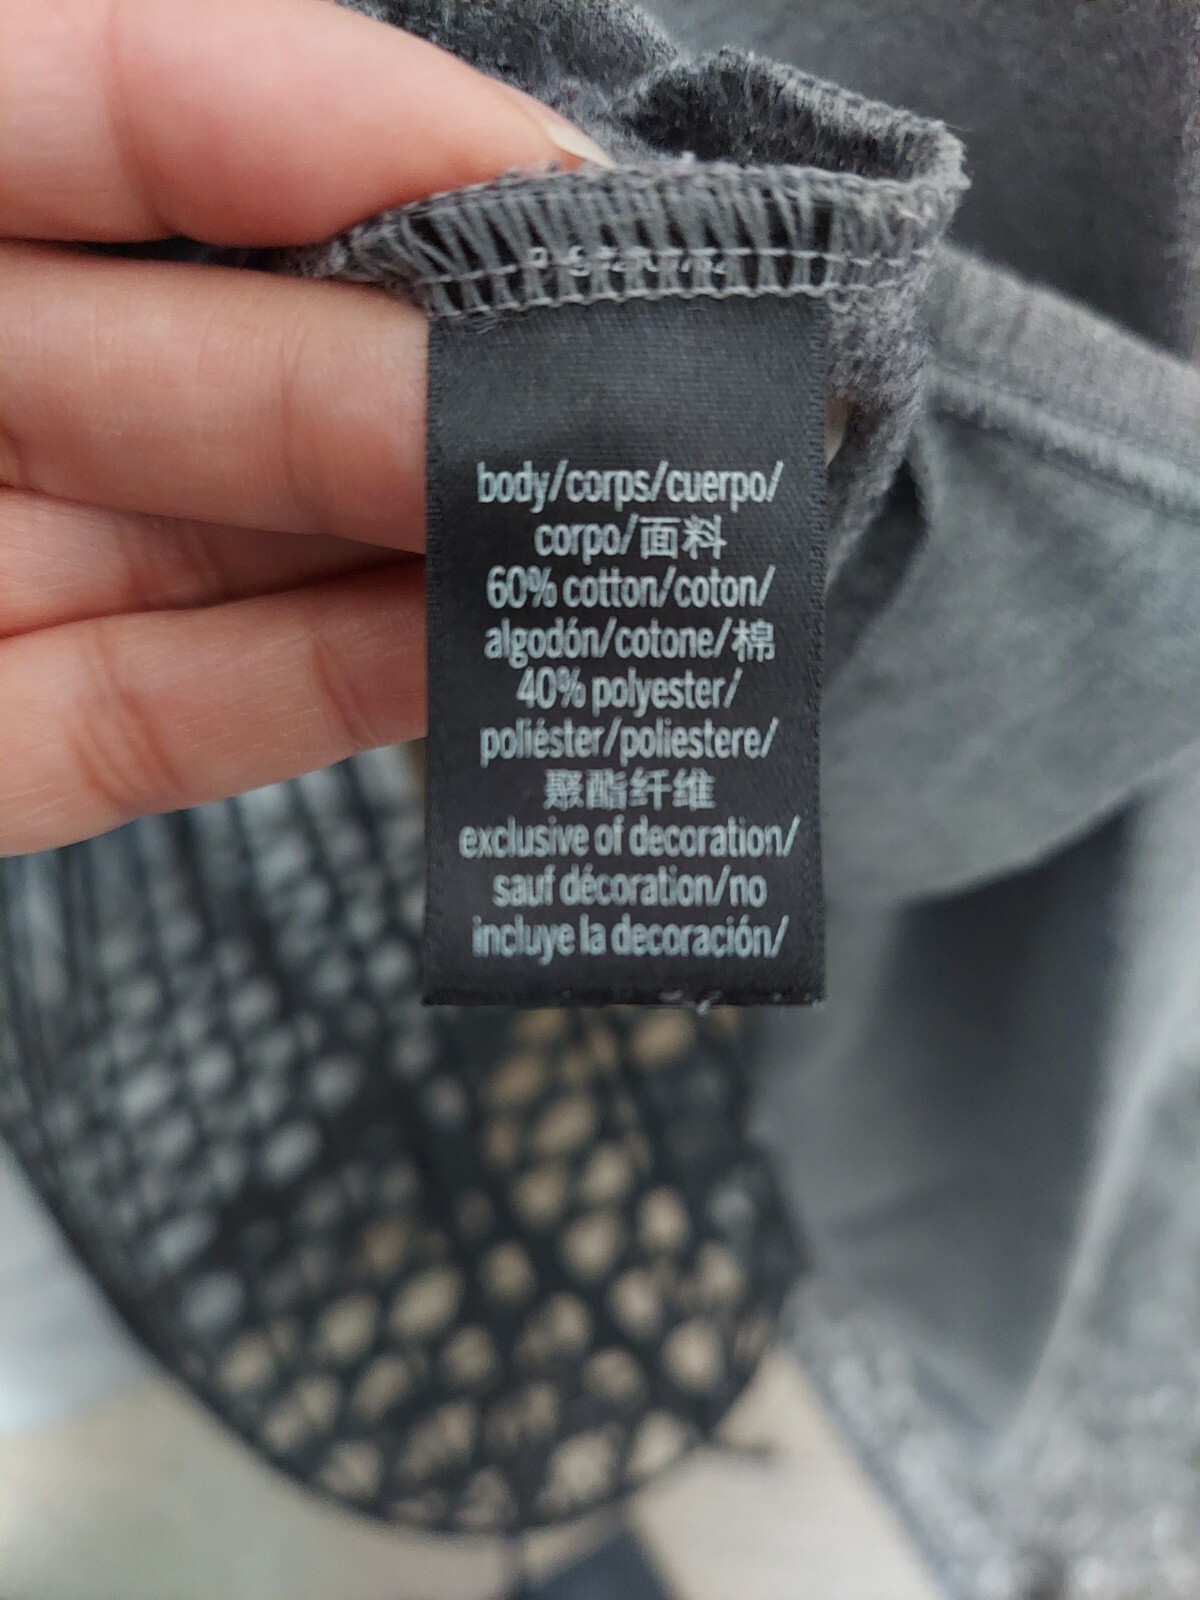 body/corps/cuerpo/
corpo/面料
60% cotton/coton/
algodón/cotone/棉
40% polyester/
poliéster/poliestere/
聚酯纤维
exclusive of decoration/
sauf décoration/no
incluye la decoración/